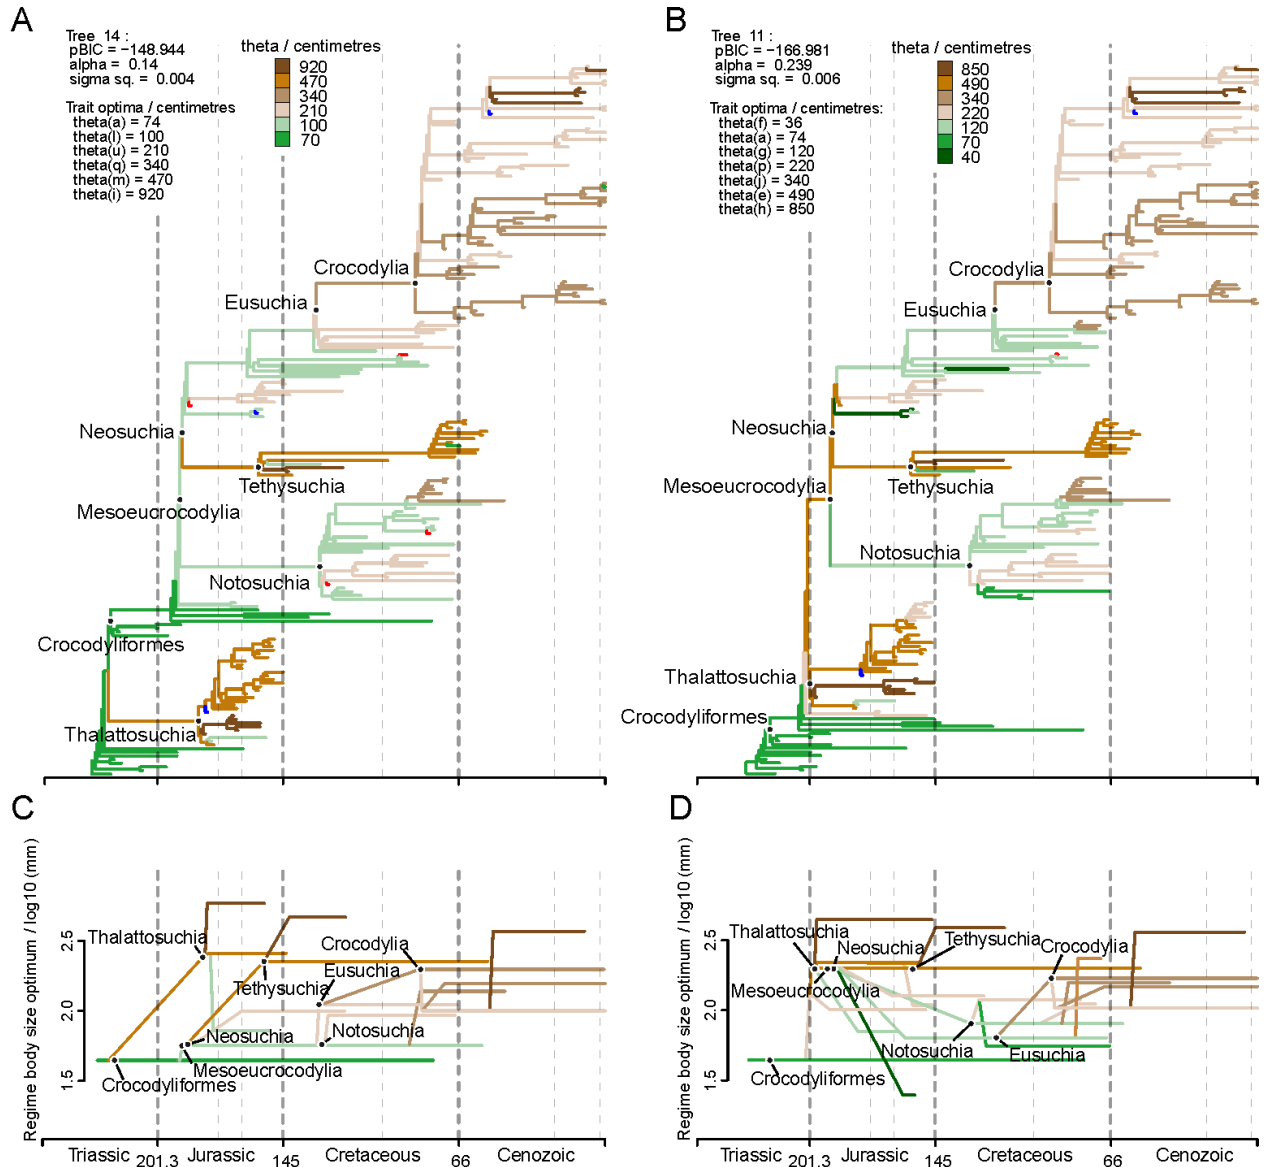 A
Tree 14 :
pBIC = −148.944
alpha = 0.14
sigma sq. = 0.004
Trait optima / centimetres
theta(a) = 74
theta(l) = 100
theta(u) = 210
theta(q) = 340
theta(m) = 470
theta(i) = 920
theta / centimetres
920
470
340
210
100
70
Crocodylia
Eusuchia
Neosuchia
Tethysuchia
Mesoeucrocodylia
Notosuchia
Crocodyliformes
Thalattosuchia
B
Tree 11 :
pBIC = −166.981
alpha = 0.239
sigma sq. = 0.006
Trait optima / centimetres:
theta(f) = 36
theta(a) = 74
theta(g) = 120
theta(p) = 220
theta(j) = 340
theta(e) = 490
theta(h) = 850
theta / centimetres
850
490
340
220
120
70
40
Crocodylia
Eusuchia
Neosuchia
Mesoeucrocodylia
Tethysuchia
Notosuchia
Thalattosuchia
Crocodyliformes
C
Regime body size optimum / log10 (mm)
2.5
2.0
1.5
Thalattosuchia
Crocodylia
Eusuchia
Tethysuchia
Neosuchia
Notosuchia
Mesoeucrocodylia
Crocodyliformes
Triassic
201.3
Jurassic
145
Cretaceous
66
Cenozoic
D
Regime body size optimum / log10 (mm)
2.5
2.0
1.5
Thalattosuchia
Neosuchia
Tethysuchia
Crocodylia
Mesoeucrocodylia
Notosuchia
Eusuchia
Crocodyliformes
Triassic
201.3
Jurassic
145
Cretaceous
66
Cenozoic